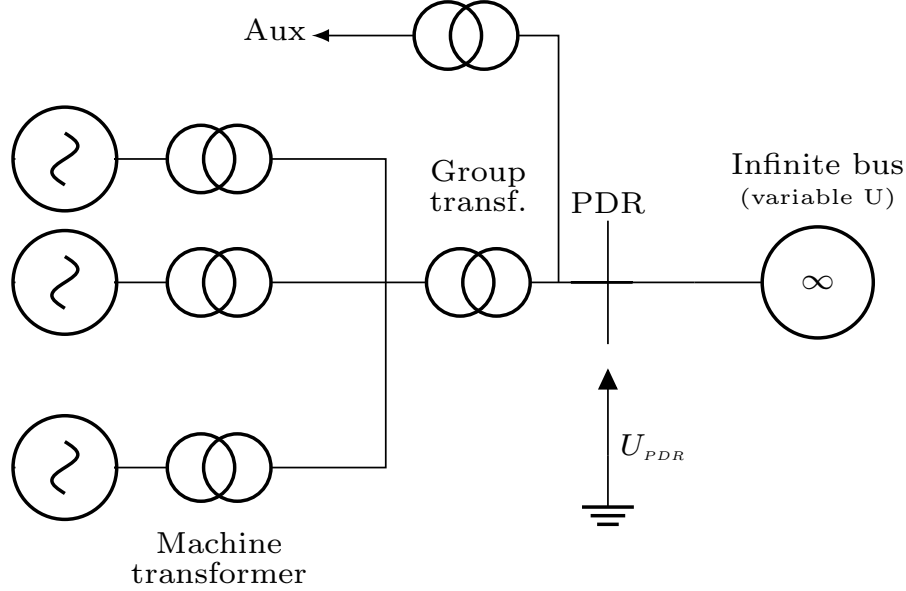 Aux
Group
transf.
PDR
Infinite bus
(variable U)
∞
U_PDR
Machine
transformer